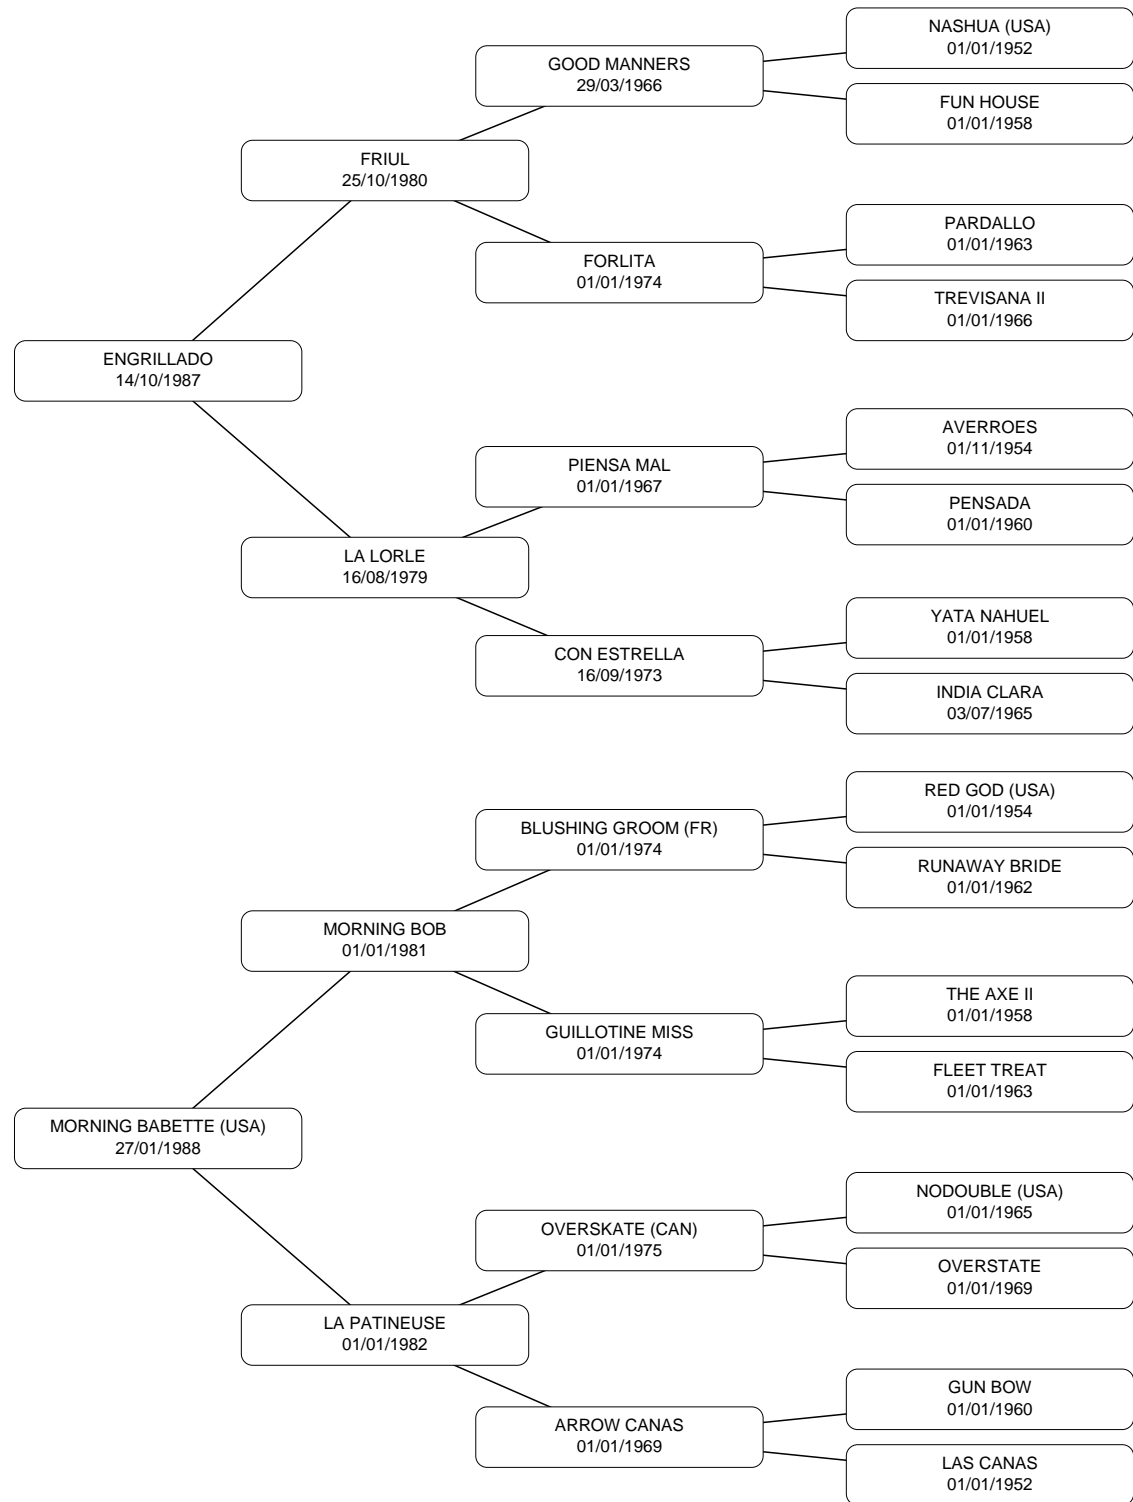 NASHUA (USA)
01/01/1952
GOOD MANNERS
29/03/1966
FUN HOUSE
01/01/1958
FRIUL
25/10/1980
PARDALLO
01/01/1963
FORLITA
01/01/1974
TREVISANA II
01/01/1966
ENGRILLADO
14/10/1987
AVERROES
01/11/1954
PIENSA MAL
01/01/1967
PENSADA
01/01/1960
LA LORLE
16/08/1979
YATA NAHUEL
01/01/1958
CON ESTRELLA
16/09/1973
INDIA CLARA
03/07/1965
RED GOD (USA)
01/01/1954
BLUSHING GROOM (FR)
01/01/1974
RUNAWAY BRIDE
01/01/1962
MORNING BOB
01/01/1981
THE AXE II
01/01/1958
GUILLOTINE MISS
01/01/1974
FLEET TREAT
01/01/1963
MORNING BABETTE (USA)
27/01/1988
NODOUBLE (USA)
01/01/1965
OVERSKATE (CAN)
01/01/1975
OVERSTATE
01/01/1969
LA PATINEUSE
01/01/1982
GUN BOW
01/01/1960
ARROW CANAS
01/01/1969
LAS CANAS
01/01/1952